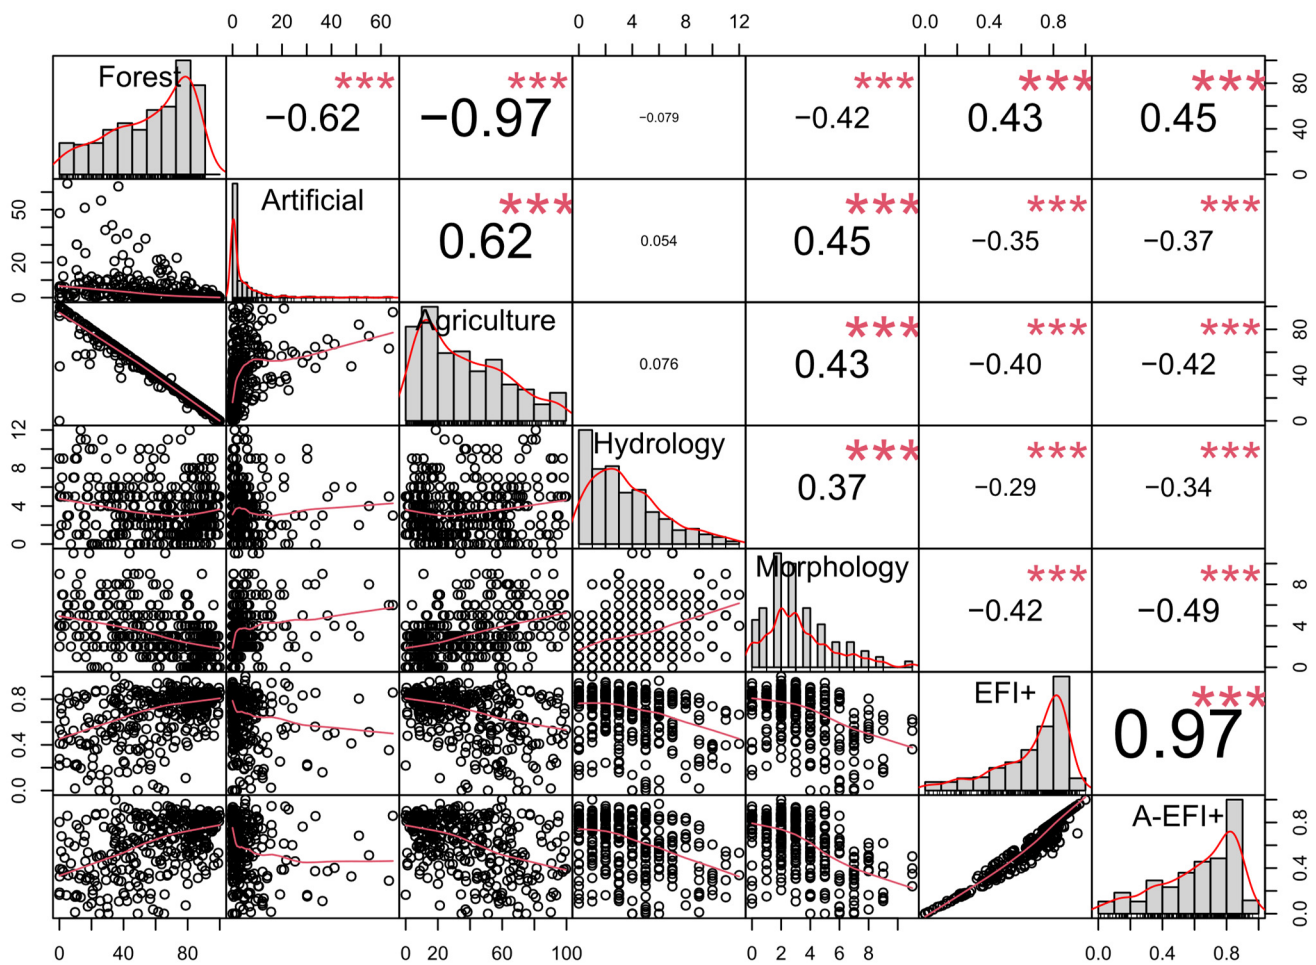 0 20 40 60 0 4 8 12 0.0 0.4 0.8
Forest *** −0.62 *** −0.97 −0.079 *** −0.42 *** 0.43 *** 0.45 0 40 80
0 20 50 Artificial *** 0.62 0.054 *** 0.45 *** −0.35 *** −0.37
Agriculture 0.076 *** 0.43 *** −0.40 *** −0.42 0 40 80
0 4 8 12 Hydrology *** 0.37 *** −0.29 *** −0.34
Morphology *** −0.42 *** −0.49 0 4 8
0.0 0.4 0.8 EFI+ *** 0.97
A-EFI+ 0.0 0.4 0.8
0 40 80 0 20 60 100 0 2 4 6 8 0.0 0.4 0.8